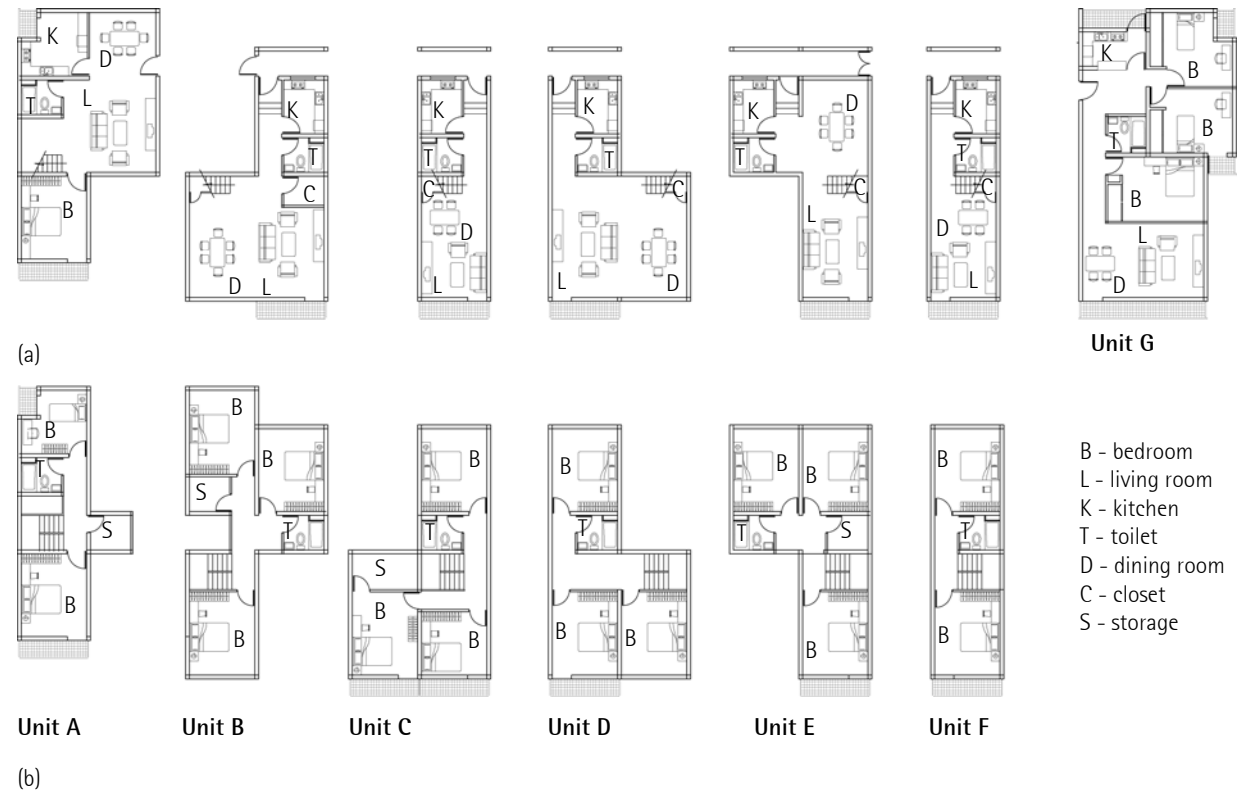 K
D
T
L
B
K
T
C
D
L
K
T
C
D
L
K
T
C
L
D
K
D
T
C
L
K
T
C
D
L
K
B
B
T
B
L
D
Unit G
(a)
B
T
S
B
B
B
S
T
B
B
T
S
B
B
B
T
B
B
B
B
T
S
B
B
T
B
B - bedroom
L - living room
K - kitchen
T - toilet
D - dining room
C - closet
S - storage
Unit A
Unit B
Unit C
Unit D
Unit E
Unit F
(b)